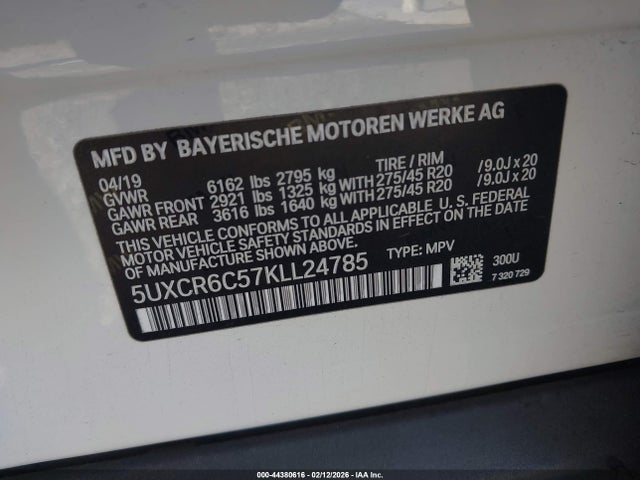 MFD BY BAYERISCHE MOTOREN WERKE AG
04/19 TIRE / RIM
GVWR 6162 lbs 2795 kg
GAWR FRONT 2921 lbs 1325 kg WITH 275/45 R20 /9.0J x 20
GAWR REAR 3616 lbs 1640 kg WITH 275/45 R20 /9.0J x 20
THIS VEHICLE CONFORMS TO ALL APPLICABLE U.S. FEDERAL
MOTOR VEHICLE SAFETY STANDARDS IN EFFECT ON THE DATE OF
MANUFACTURE SHOWN ABOVE.
5UXCR6C57KLL24785 TYPE: MPV 300U
7 320 729
000-44380616 - 02/12/2026 - IAA Inc.